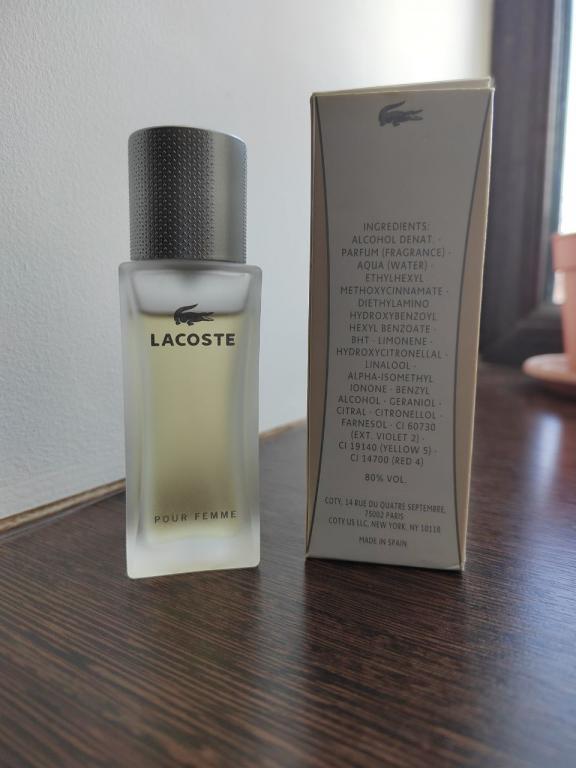 LACOSTE
POUR FEMME
INGREDIENTS:
ALCOHOL DENAT. ·
PARFUM (FRAGRANCE) ·
AQUA (WATER) ·
ETHYLHEXYL
METHOXYCINNAMATE ·
DIETHYLAMINO
HYDROXYBENZOYL
HEXYL BENZOATE ·
BHT · LIMONENE ·
HYDROXYCITRONELLAL ·
LINALOOL ·
ALPHA-ISOMETHYL
IONONE · BENZYL
ALCOHOL · GERANIOL ·
CITRAL · CITRONELLOL ·
FARNESOL · CI 60730
(EXT. VIOLET 2) ·
CI 19140 (YELLOW 5) ·
CI 14700 (RED 4)
80% VOL.
COTY, 14 RUE DU QUATRE SEPTEMBRE,
75002 PARIS
COTY US LLC, NEW YORK, NY 10118
MADE IN SPAIN